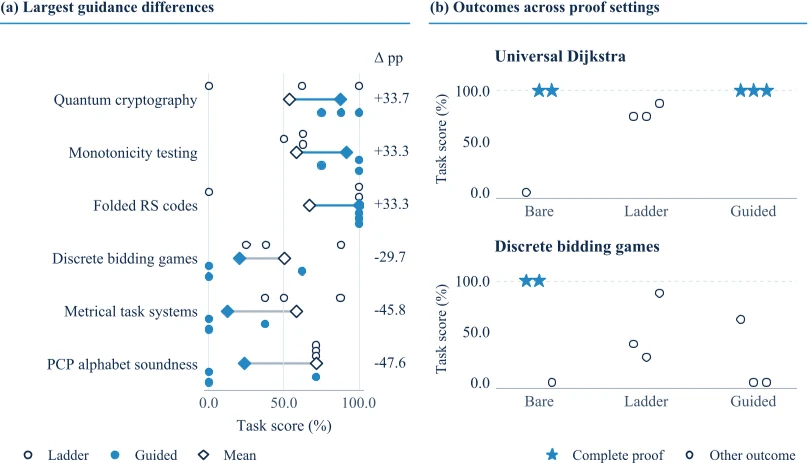 (a) Largest guidance differences
Δ pp
Quantum cryptography +33.7
Monotonicity testing +33.3
Folded RS codes +33.3
Discrete bidding games -29.7
Metrical task systems -45.8
PCP alphabet soundness -47.6
0.0 50.0 100.0
Task score (%)
Ladder Guided Mean
(b) Outcomes across proof settings
Universal Dijkstra
Task score (%)
100.0
50.0
0.0
Bare Ladder Guided
Discrete bidding games
Task score (%)
100.0
50.0
0.0
Bare Ladder Guided
Complete proof Other outcome